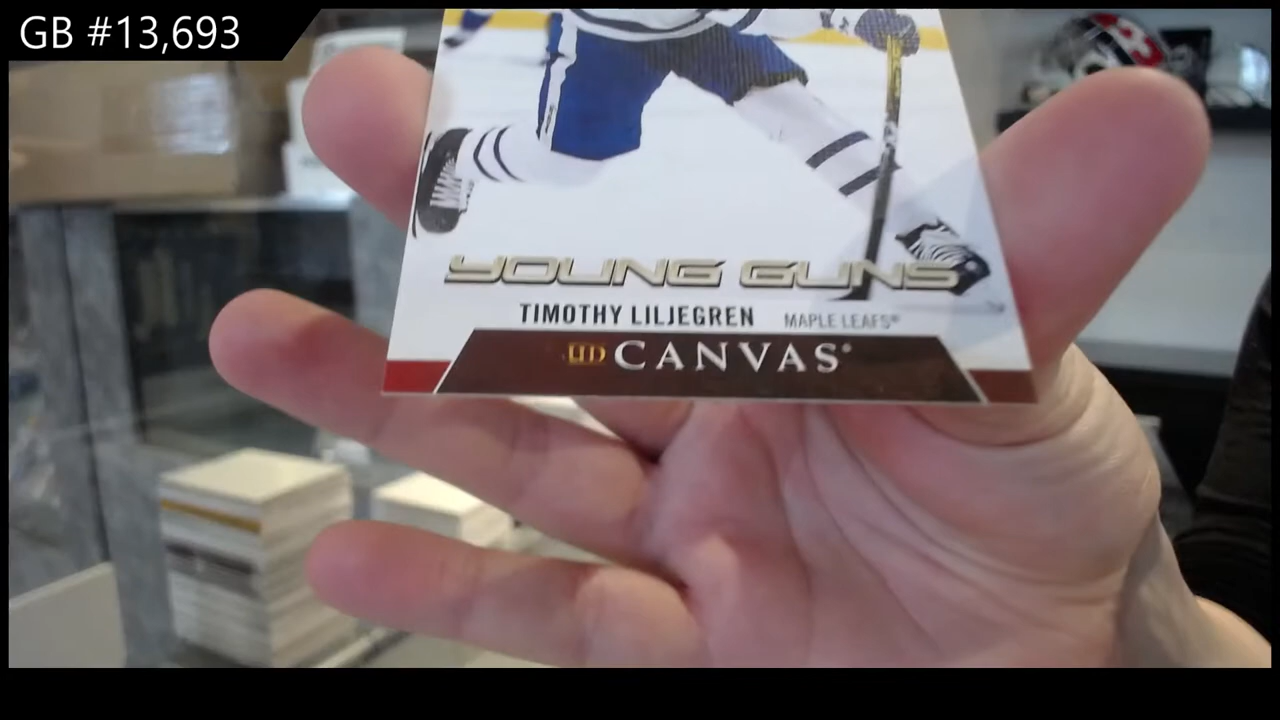 GB #13,693
YOUNG GUNS
TIMOTHY LILJEGREN MAPLE LEAFS®
UD CANVAS®